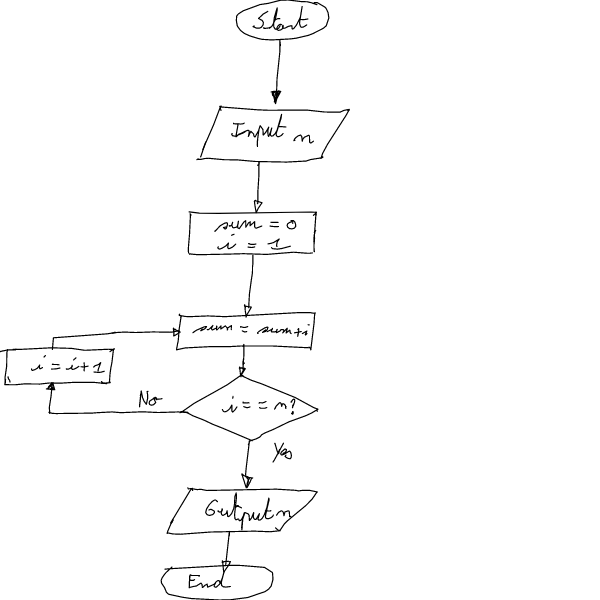 Start
Input n
sum = 0
i = 1
sum = sum+i
i = i+1
i == n?
No
Yes
Output n
End